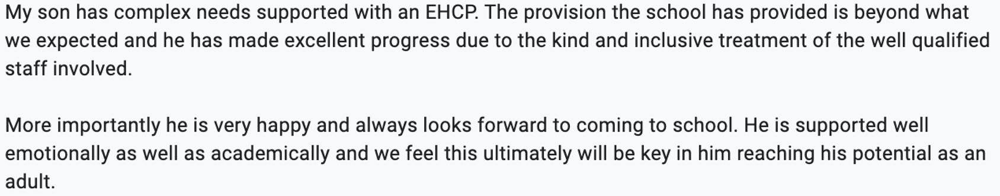 My son has complex needs supported with an EHCP. The provision the school has provided is beyond what
we expected and he has made excellent progress due to the kind and inclusive treatment of the well qualified
staff involved.
More importantly he is very happy and always looks forward to coming to school. He is supported well
emotionally as well as academically and we feel this ultimately will be key in him reaching his potential as an
adult.